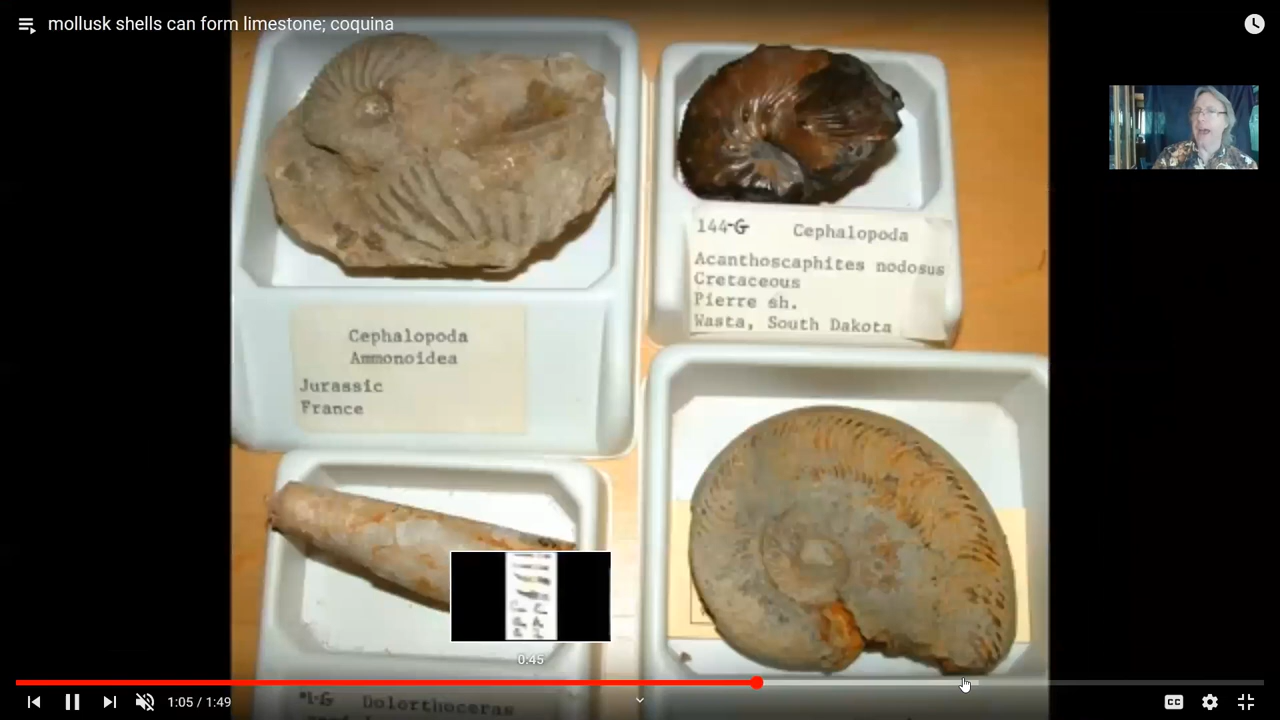 mollusk shells can form limestone; coquina
144-G Cephalopoda
Acanthoscaphites nodosus
Cretaceous
Pierre sh.
Wasta, South Dakota
Cephalopoda
Ammonoidea
Jurassic
France
0:45
Dolorthoceras
1:05 / 1:49
CC